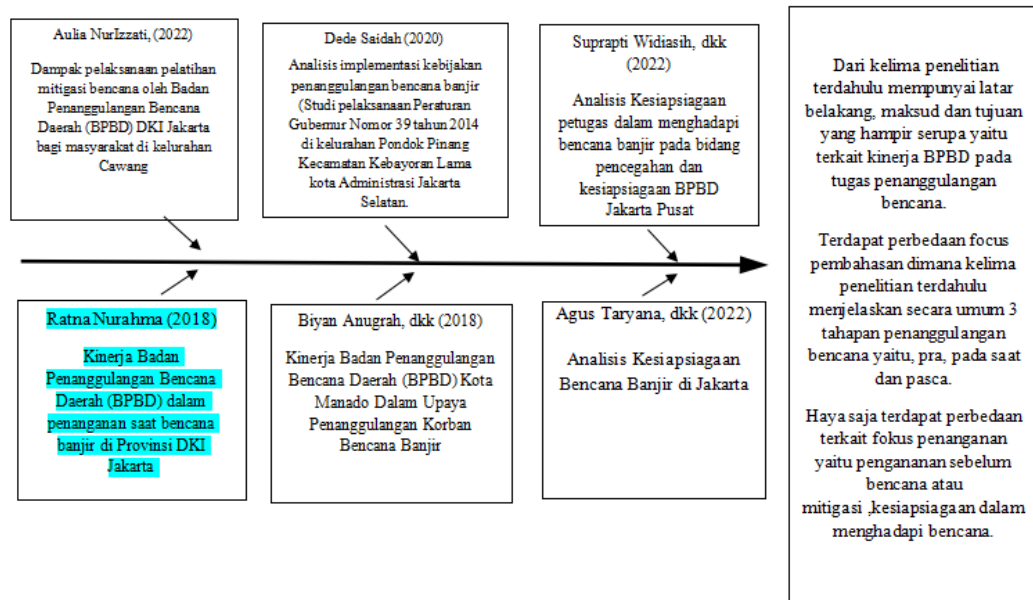 Aulia NurIzzati, (2022)
Dampak pelaksanaan pelatihan
mitigasi bencana oleh Badan
Penanggulangan Bencana
Daerah (BPBD) DKI Jakarta
bagi masyarakat di kelurahan
Cawang
Dede Saidah (2020)
Analisis implementasi kebijakan
penanggulangan bencana banjir
(Studi pelaksanaan Peraturan
Gubernur Nomor 39 tahun 2014
di kelurahan Pondok Pinang
Kecamatan Kebayoran Lama
kota Administrasi Jakarta
Selatan.
Suprapti Widiasih, dkk
(2022)
Analisis Kesiapsiagaan
petugas dalam menghadapi
bencana banjir pada bidang
pencegahan dan
kesiapsiagaan BPBD
Jakarta Pusat
Ratna Nurahma (2018)
Kinerja Badan
Penanggulangan Bencana
Daerah (BPBD) dalam
penanganan saat bencana
banjir di Provinsi DKI
Jakarta
Biyan Anugrah, dkk (2018)
Kinerja Badan Penanggulangan
Bencana Daerah (BPBD) Kota
Manado Dalam Upaya
Penanggulangan Korban
Bencana Banjir
Agus Taryana, dkk (2022)
Analisis Kesiapsiagaan
Bencana Banjir di Jakarta
Dari kelima penelitian
terdahulu mempunyai latar
belakang, maksud dan tujuan
yang hampir serupa yaitu
terkait kinerja BPBD pada
tugas penanggulangan
bencana.
Terdapat perbedaan focus
pembahasan dimana kelima
penelitian terdahulu
menjelaskan secara umum 3
tahapan penanggulangan
bencana yaitu, pra, pada saat
dan pasca.
Haya saja terdapat perbedaan
terkait fokus penanganan
yaitu pengananan sebelum
bencana atau
mitigasi ,kesiapsiagaan dalam
menghadapi bencana.